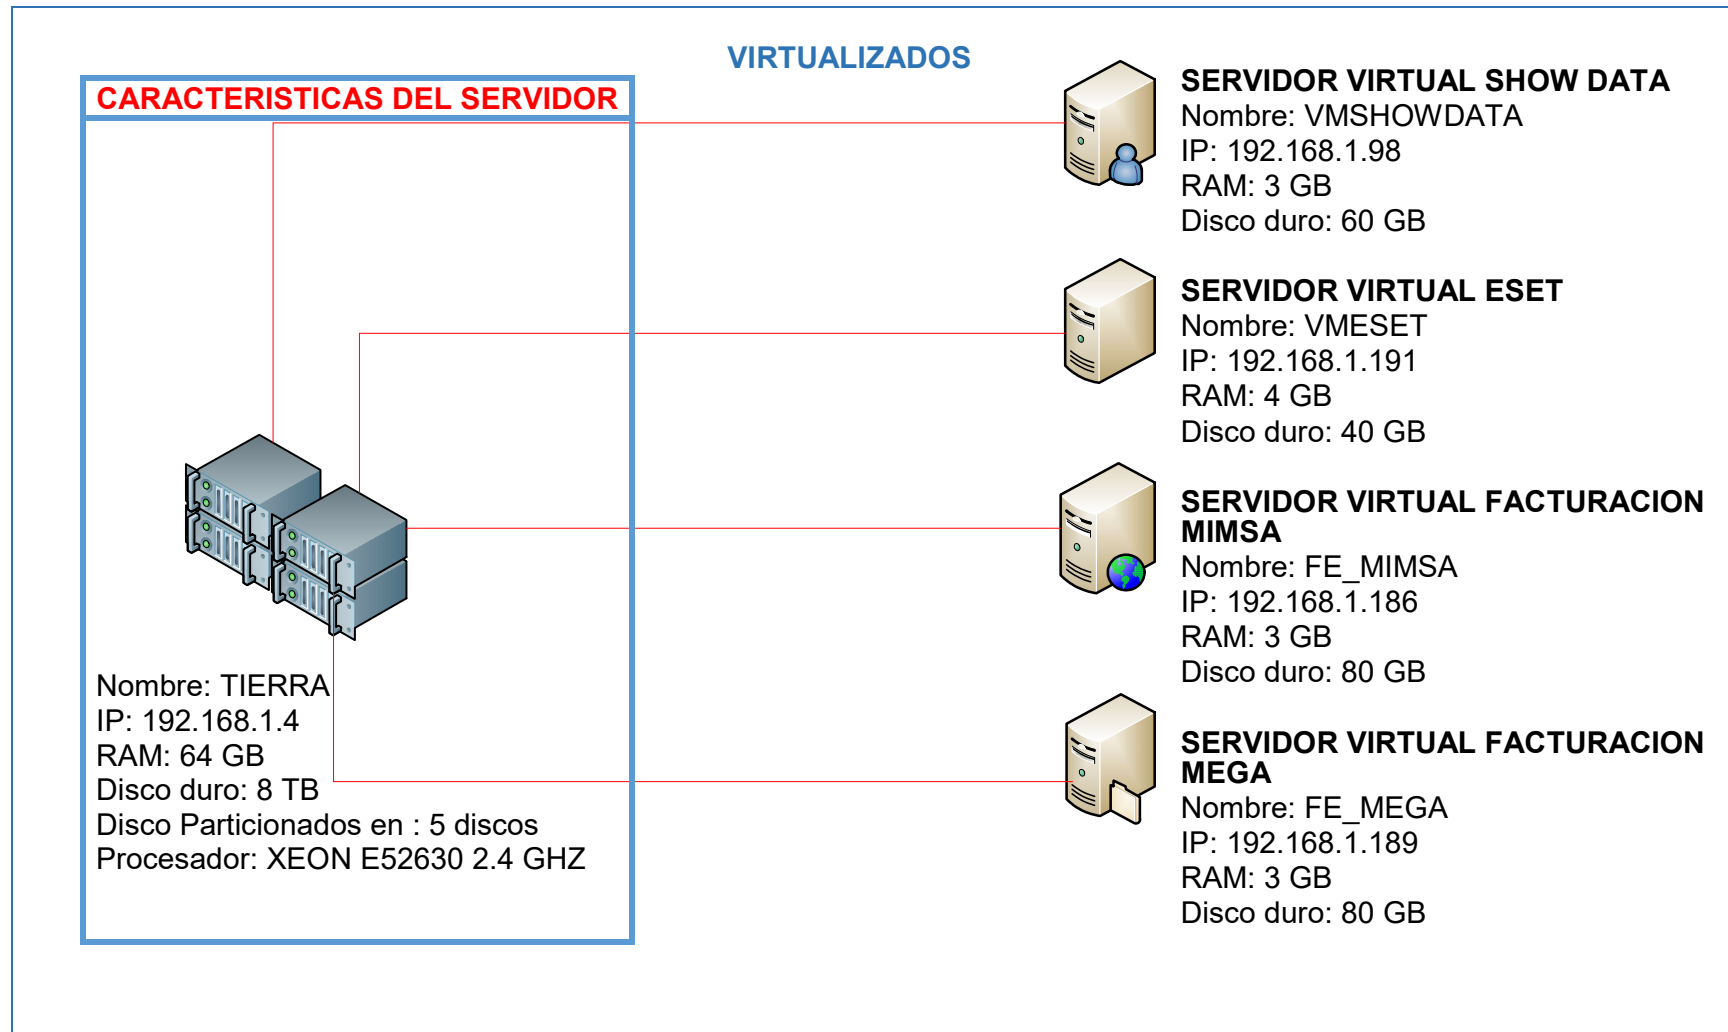 VIRTUALIZADOS
CARACTERISTICAS DEL SERVIDOR
Nombre: TIERRA
IP: 192.168.1.4
RAM: 64 GB
Disco duro: 8 TB
Disco Particionados en : 5 discos
Procesador: XEON E52630 2.4 GHZ
SERVIDOR VIRTUAL SHOW DATA
Nombre: VMSHOWDATA
IP: 192.168.1.98
RAM: 3 GB
Disco duro: 60 GB
SERVIDOR VIRTUAL ESET
Nombre: VMESET
IP: 192.168.1.191
RAM: 4 GB
Disco duro: 40 GB
SERVIDOR VIRTUAL FACTURACION
MIMSA
Nombre: FE_MIMSA
IP: 192.168.1.186
RAM: 3 GB
Disco duro: 80 GB
SERVIDOR VIRTUAL FACTURACION
MEGA
Nombre: FE_MEGA
IP: 192.168.1.189
RAM: 3 GB
Disco duro: 80 GB